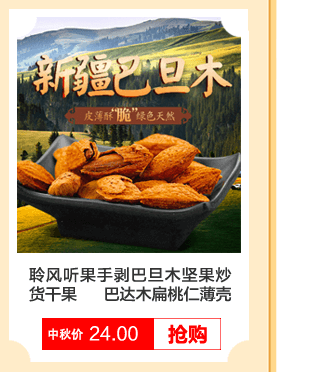 新疆巴旦木
皮薄酥“脆”绿色天然
聆风听果手剥巴旦木坚果炒
货干果 巴达木扁桃仁薄壳
中秋价 24.00 抢购